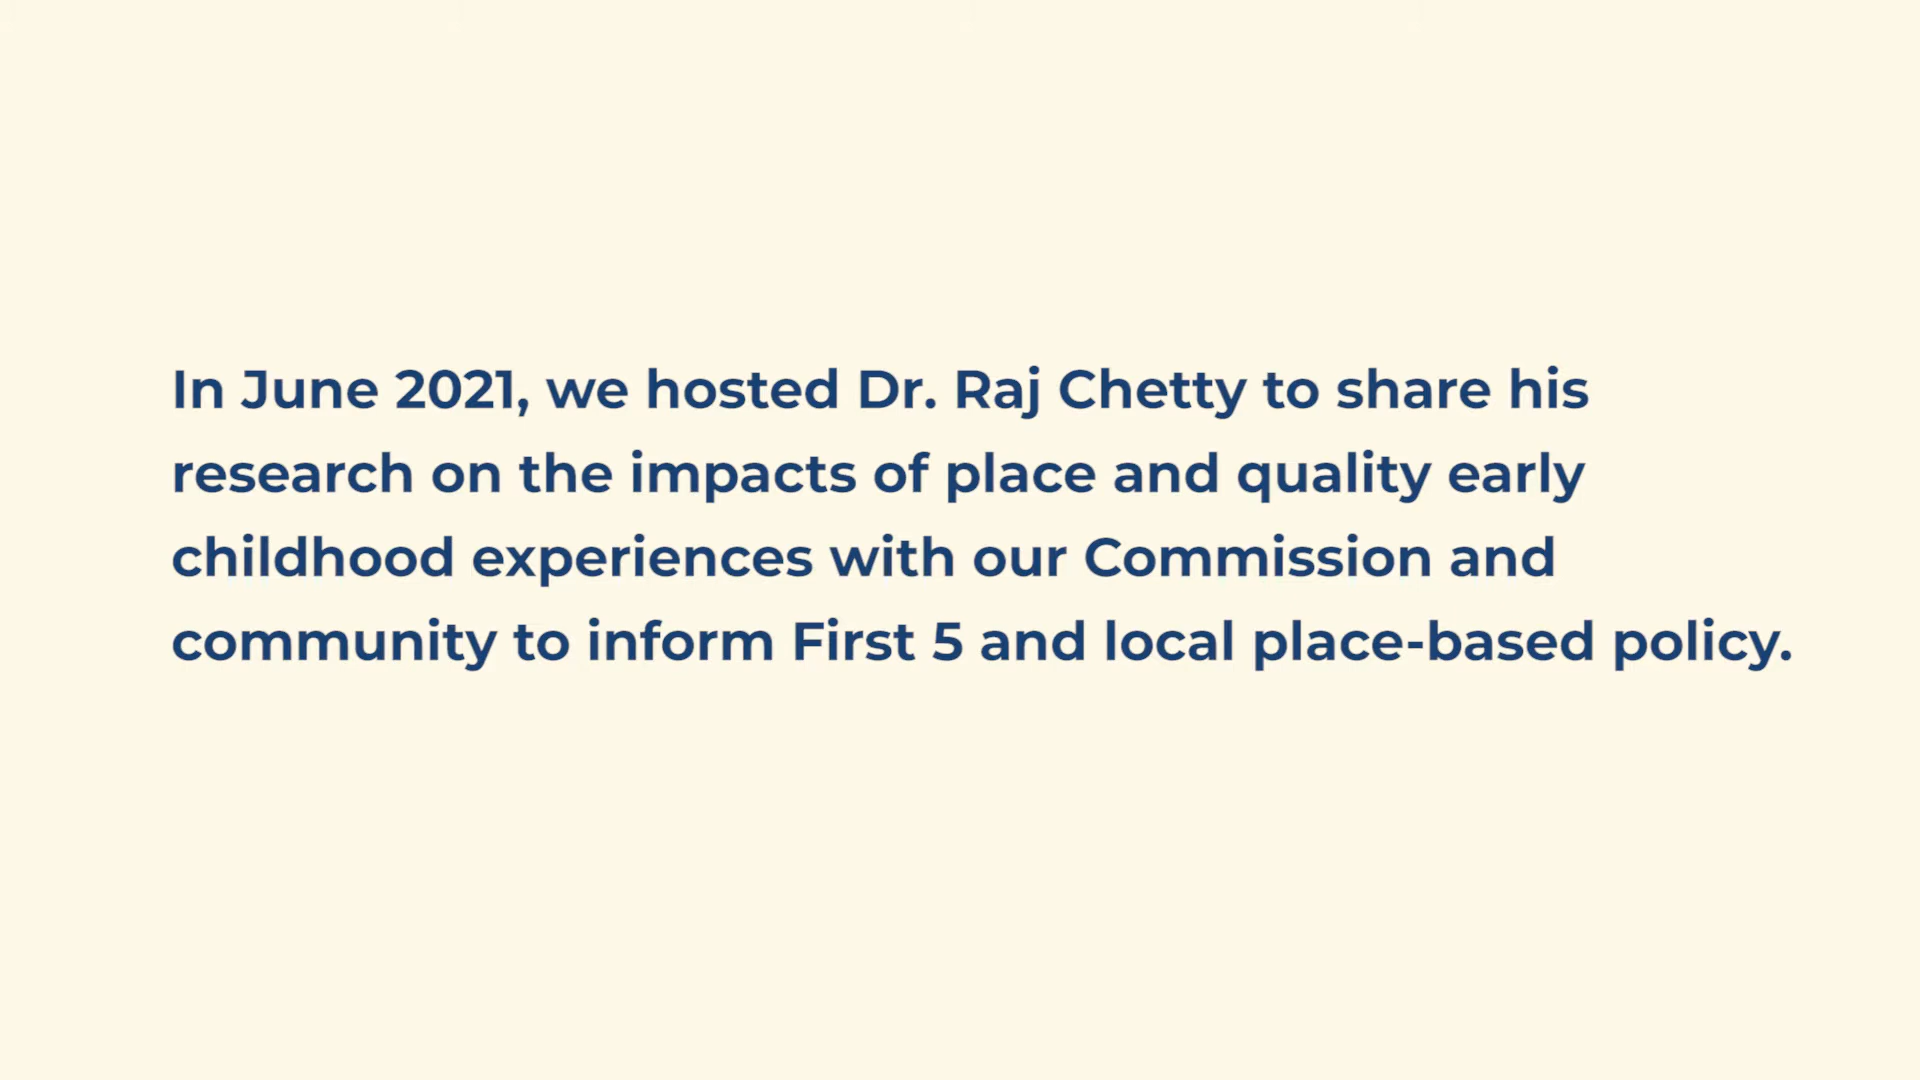 In June 2021, we hosted Dr. Raj Chetty to share his
research on the impacts of place and quality early
childhood experiences with our Commission and
community to inform First 5 and local place-based policy.